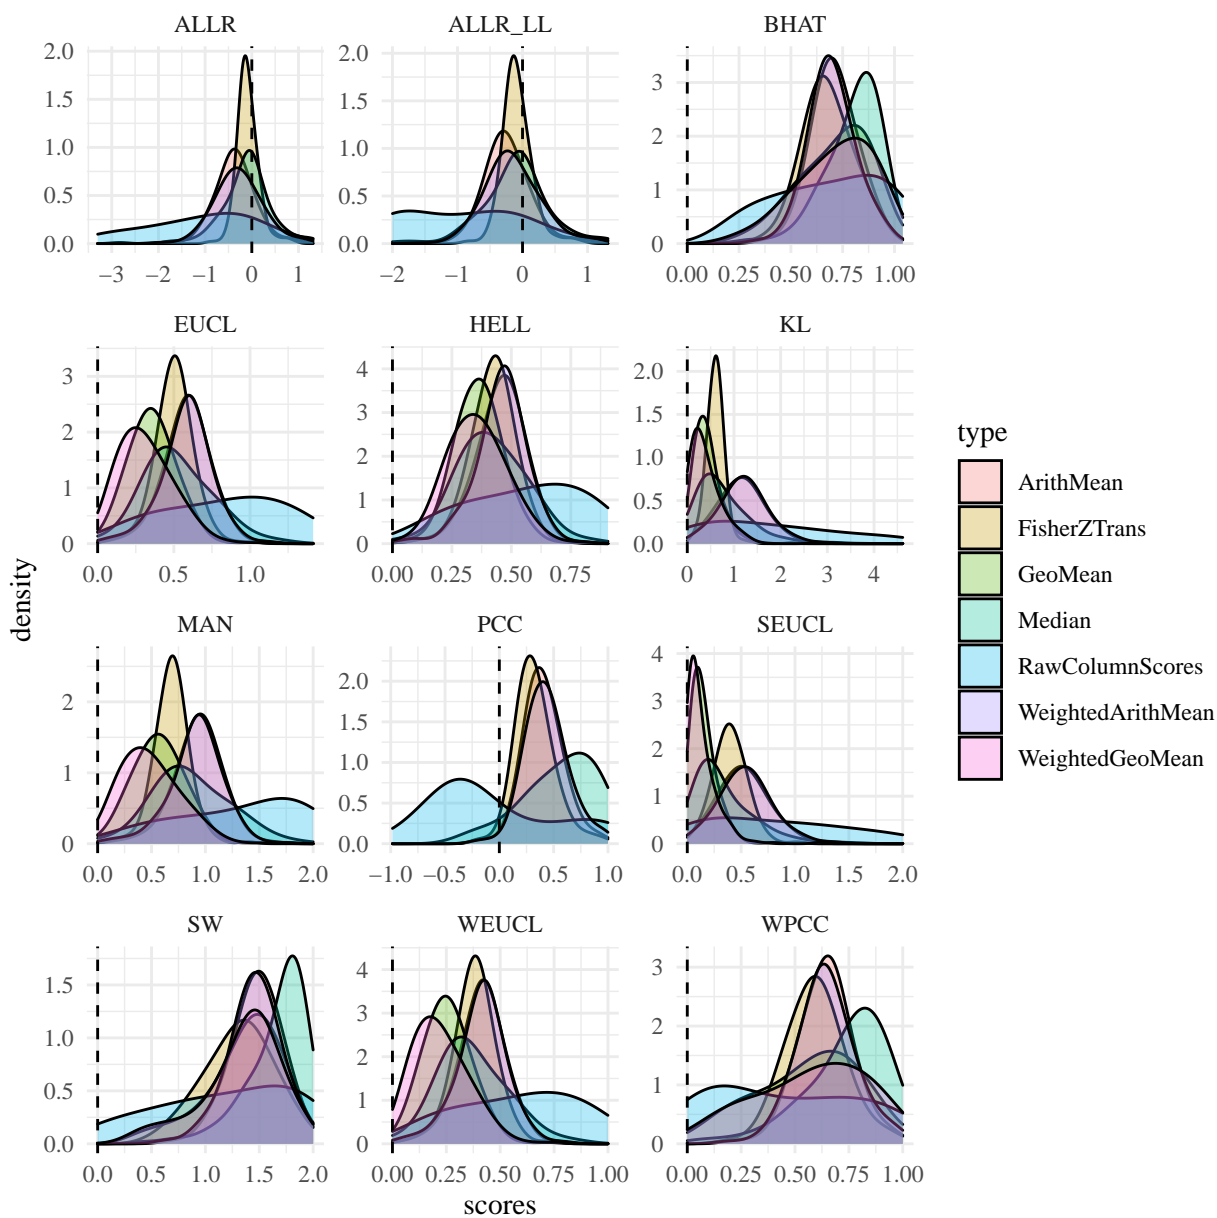 ALLR ALLR_LL BHAT
2.0 1.5 1.0 0.5 0.0
−3 −2 −1 0 1
2.0 1.5 1.0 0.5 0.0
−2 −1 0 1
3 2 1 0
0.00 0.25 0.50 0.75 1.00
EUCL HELL KL
3 2 1 0
0.0 0.5 1.0
4 3 2 1 0
0.00 0.25 0.50 0.75
2.0 1.5 1.0 0.5 0.0
0 1 2 3 4
MAN PCC SEUCL
2 1 0
0.0 0.5 1.0 1.5 2.0
2.0 1.5 1.0 0.5 0.0
−1.0 −0.5 0.0 0.5 1.0
4 3 2 1 0
0.0 0.5 1.0 1.5 2.0
SW WEUCL WPCC
1.5 1.0 0.5 0.0
0.0 0.5 1.0 1.5 2.0
4 3 2 1 0
0.00 0.25 0.50 0.75 1.00
3 2 1 0
0.00 0.25 0.50 0.75 1.00
density
scores
type
ArithMean
FisherZTrans
GeoMean
Median
RawColumnScores
WeightedArithMean
WeightedGeoMean